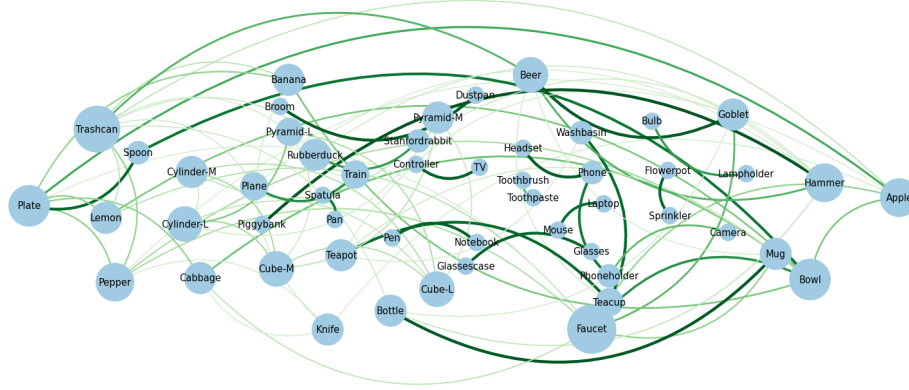 Beer
Banana
Dustpan
Broom
Goblet
Pyramid-M
Bulb
Trashcan
Pyramid-L
Washbasin
Stanfordrabbit
Headset
Spoon
Rubberduck
Controller
TV
Cylinder-M
Train
Phone
Flowerpot
Lampholder
Toothbrush
Hammer
Plane
Spatula
Toothpaste
Apple
Plate
Laptop
Lemon
Pan
Sprinkler
Cylinder-L
Piggybank
Mouse
Camera
Pen
Notebook
Teapot
Glasses
Mug
Glassescase
Cube-M
Phoneholder
Pepper
Cabbage
Bowl
Cube-L
Teacup
Bottle
Knife
Faucet